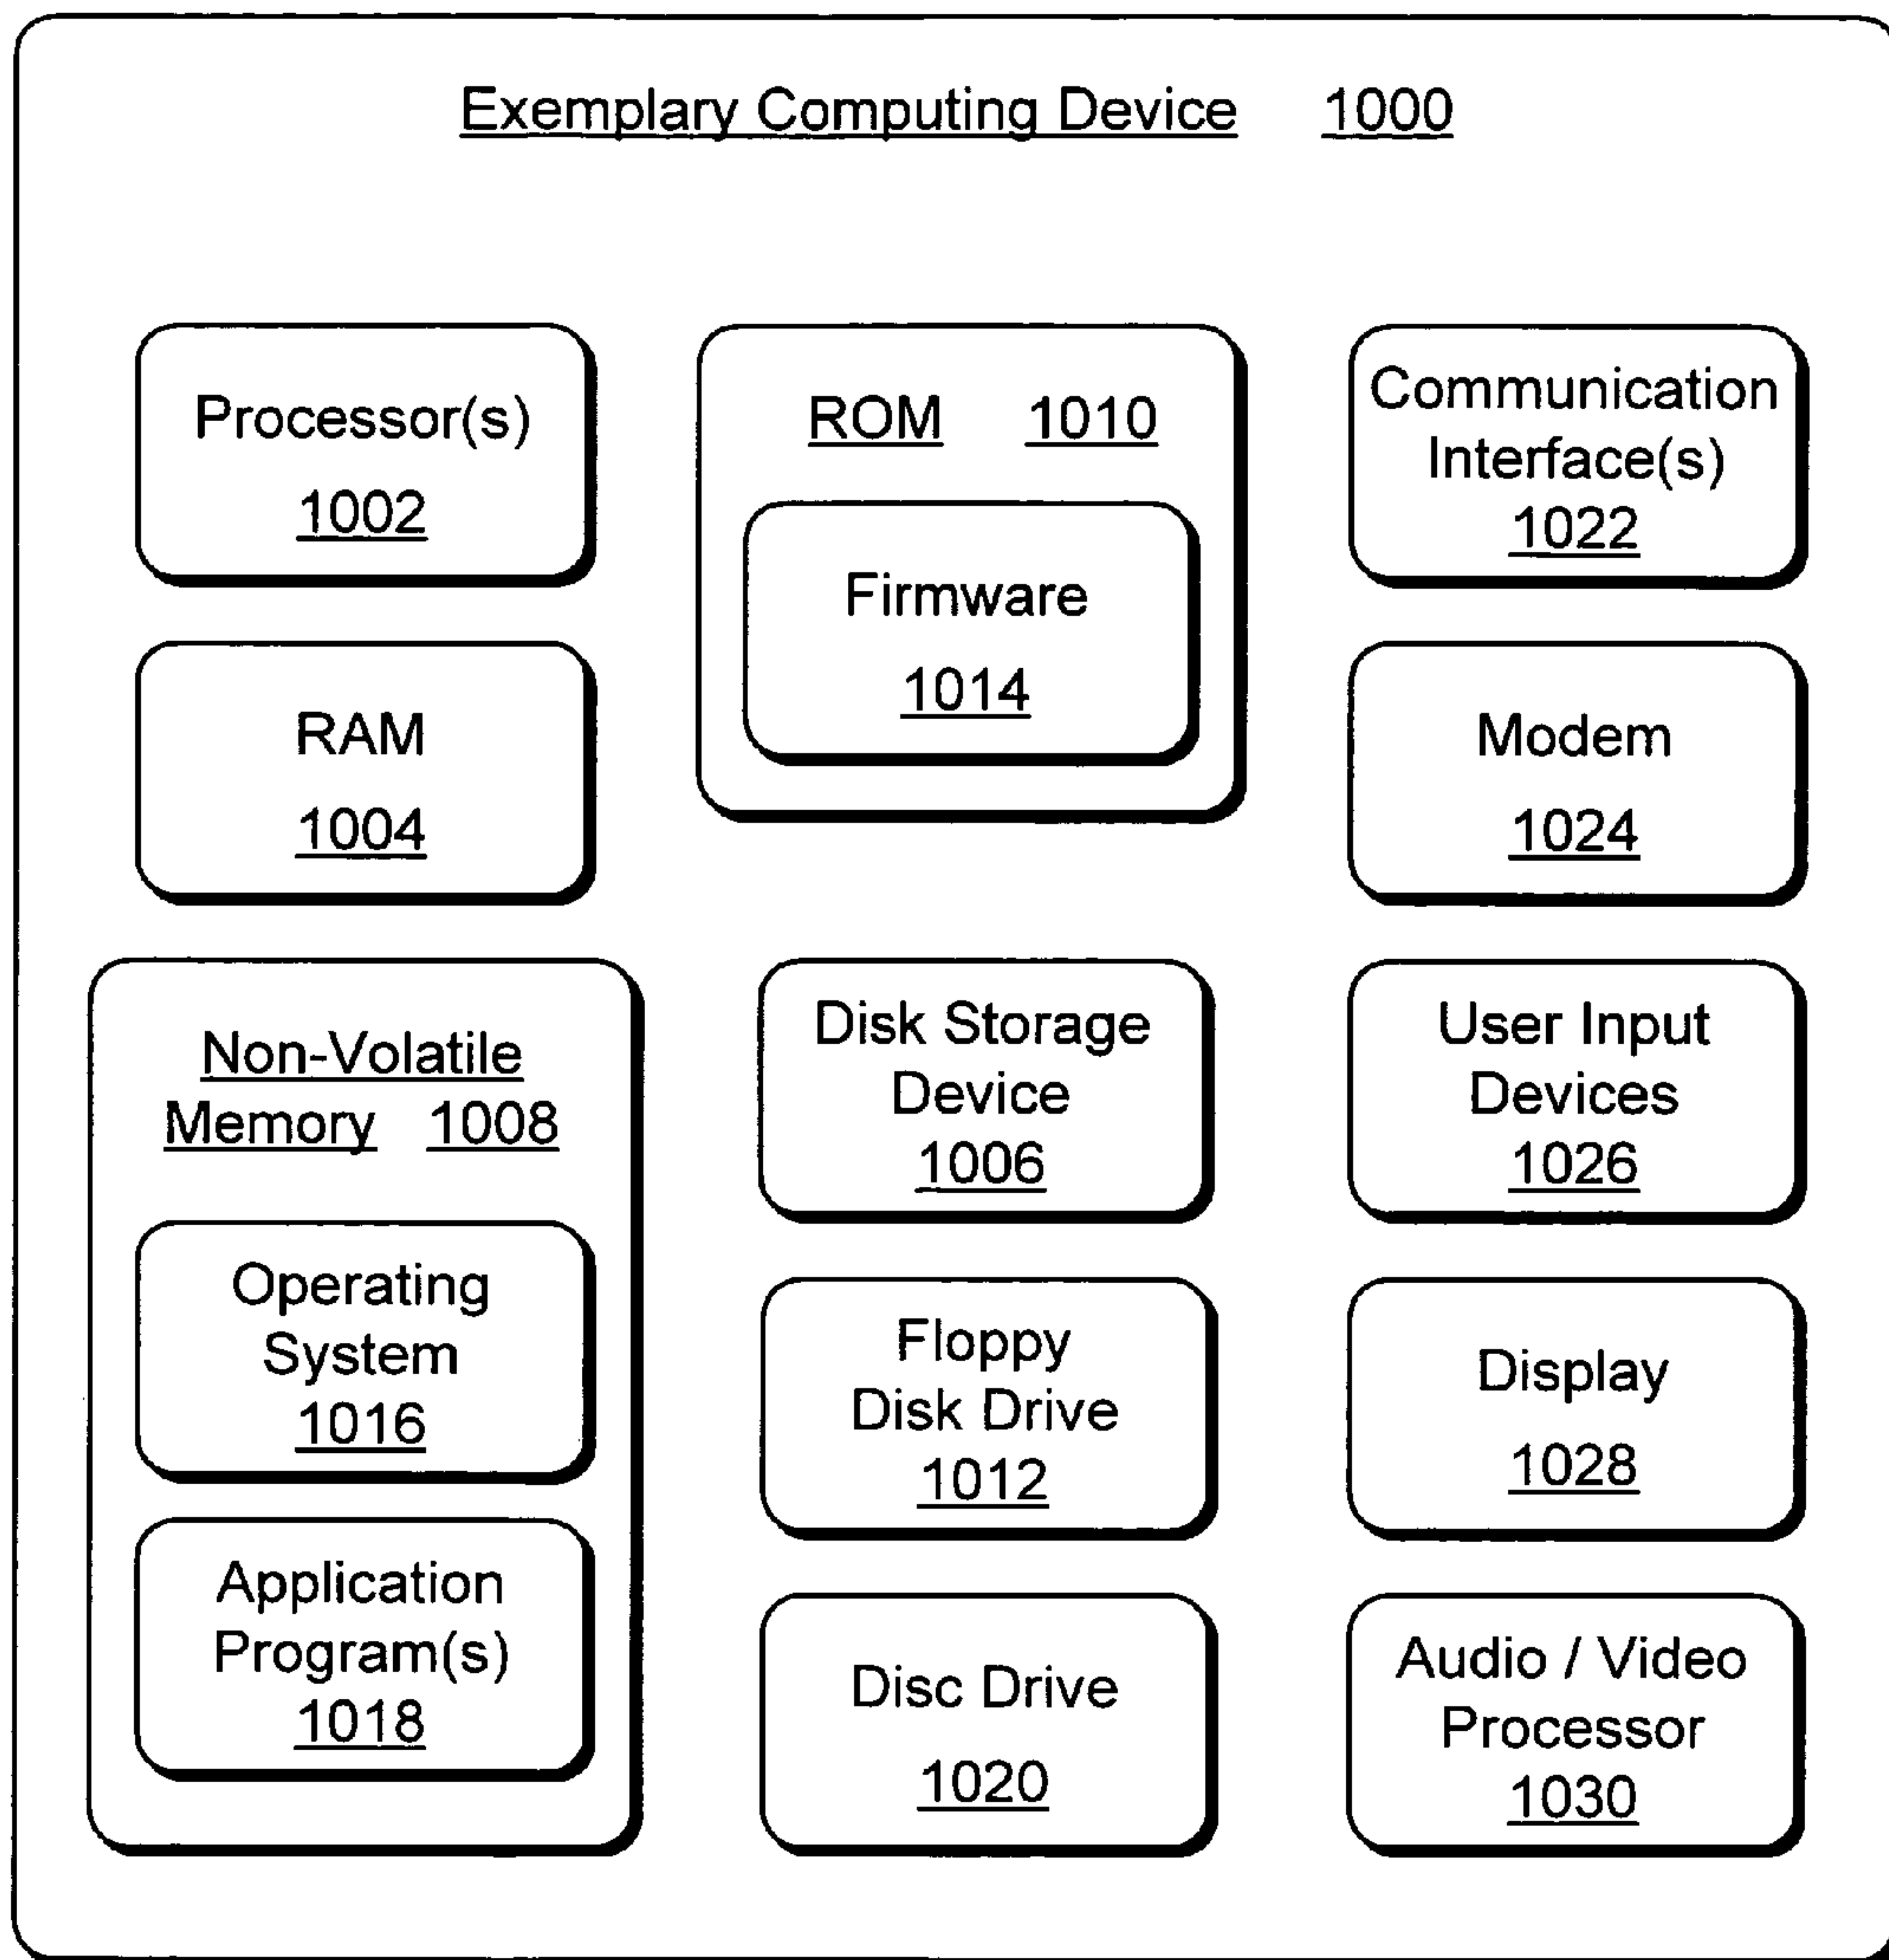 Exemplary Computing Device 1000
Processor(s)
1002
RAM
1004
Non-Volatile
Memory 1008
Operating
System
1016
Application
Program(s)
1018
ROM 1010
Firmware
1014
Disk Storage
Device
1006
Floppy
Disk Drive
1012
Disc Drive
1020
Communication
Interface(s)
1022
Modem
1024
User Input
Devices
1026
Display
1028
Audio / Video
Processor
1030